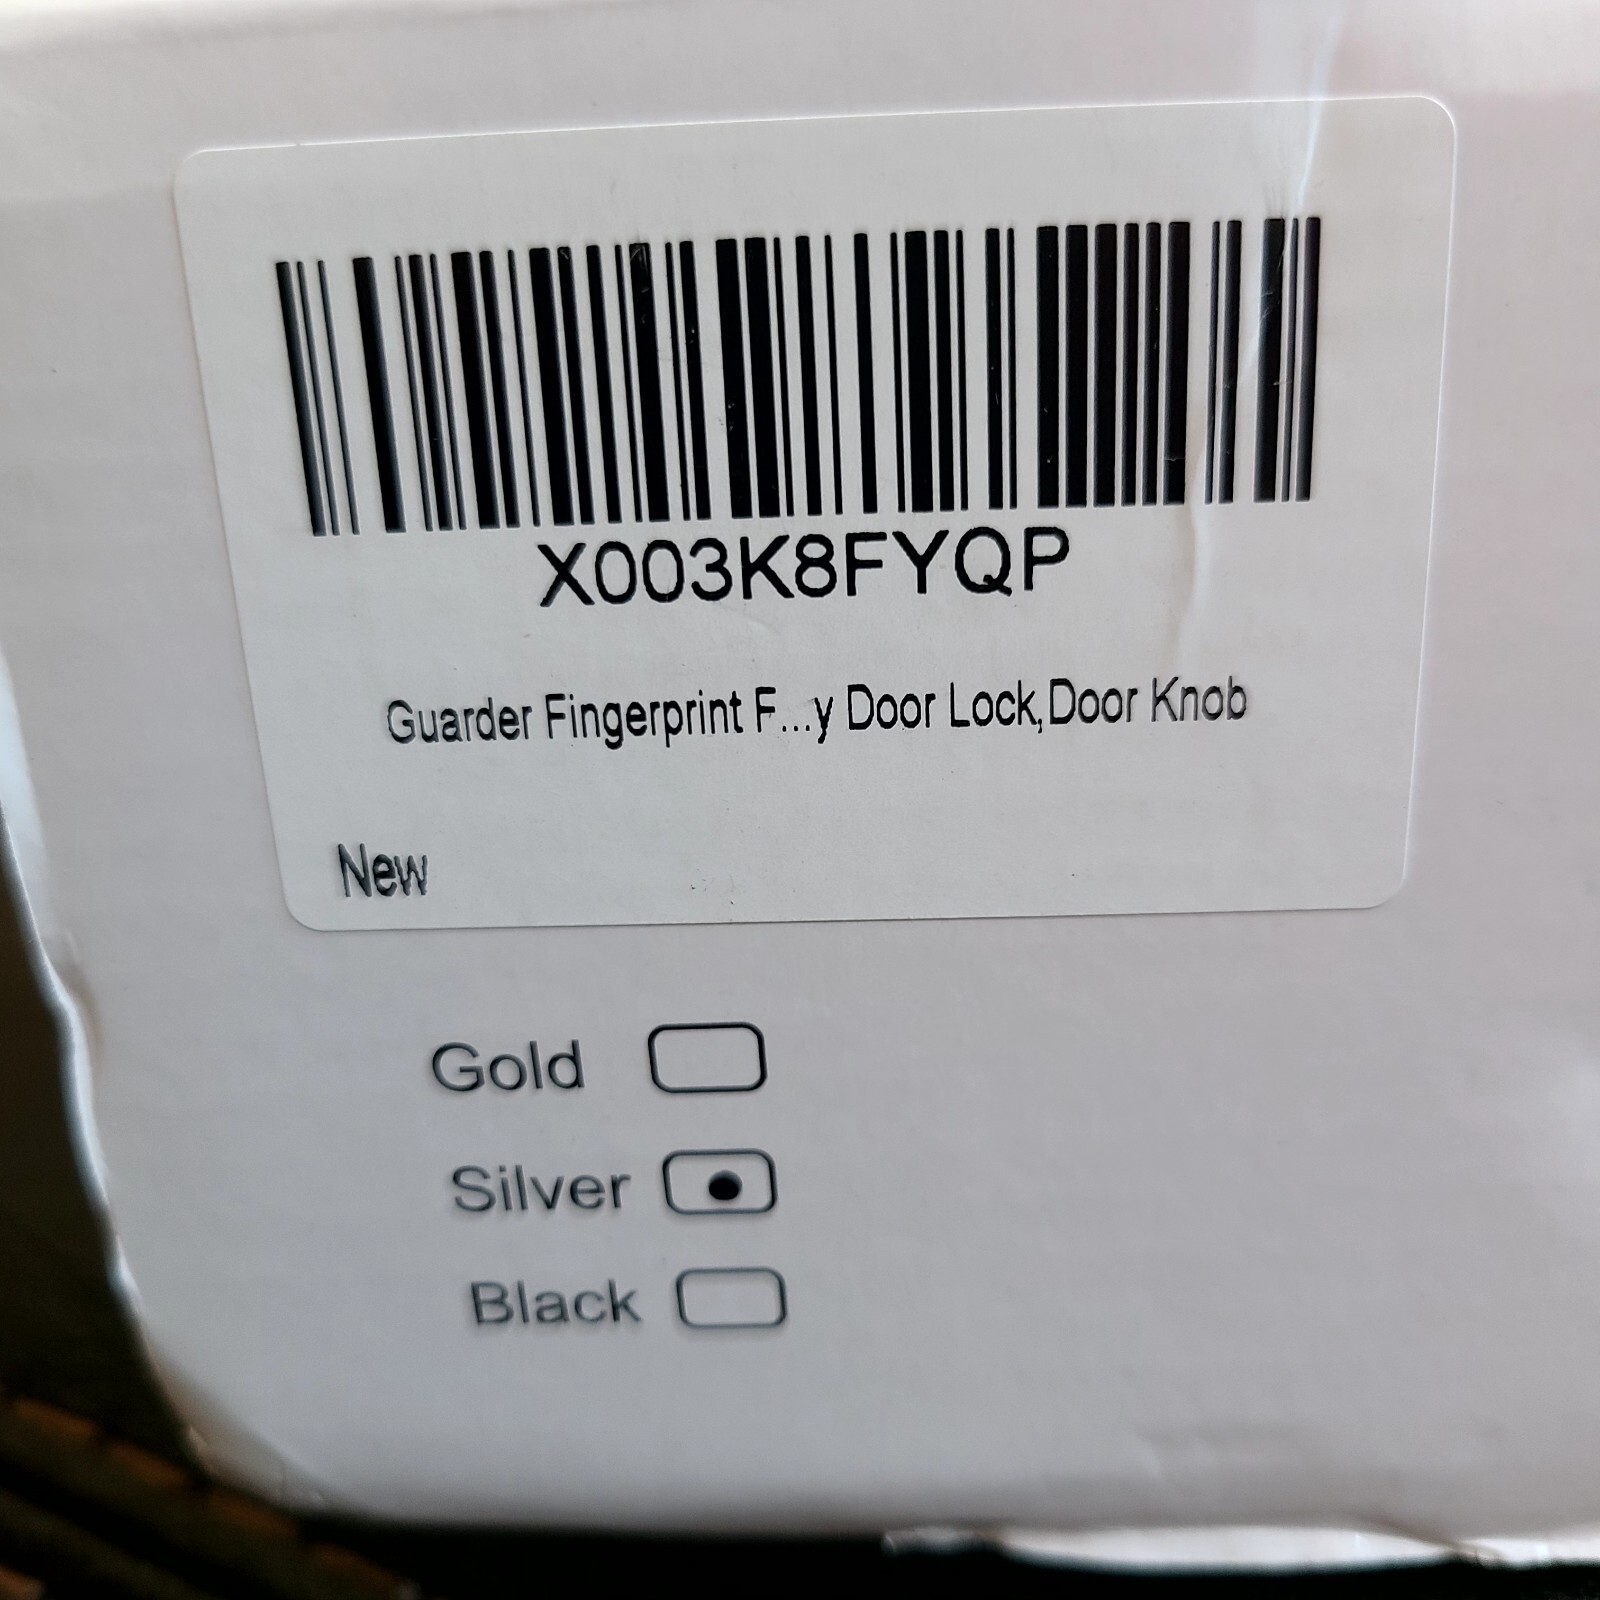 X003K8FYQP
Guarder Fingerprint F...y Door Lock,Door Knob
New
Gold
Silver
Black